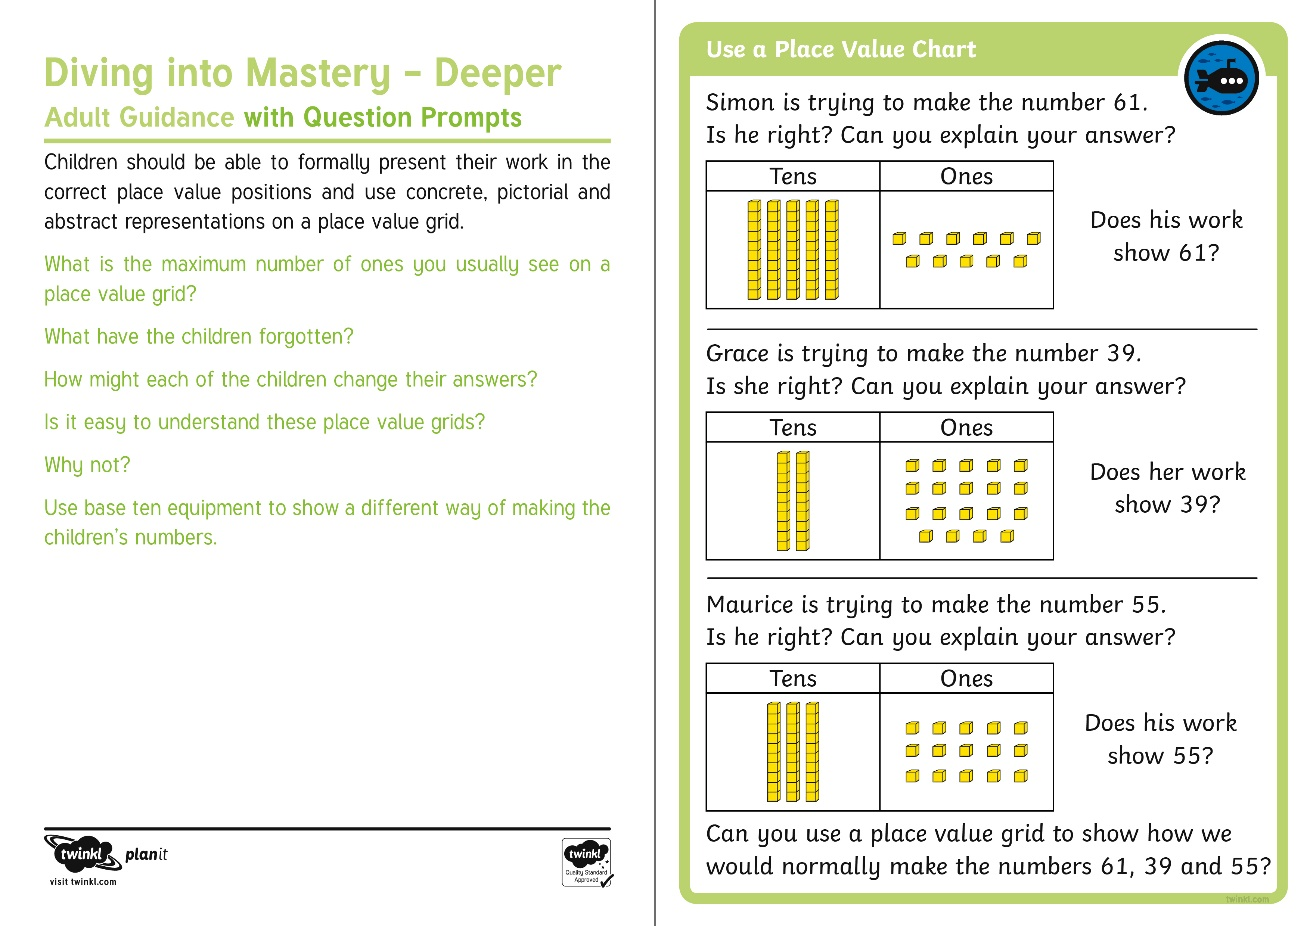 Diving into Mastery – Deeper
Adult Guidance with Question Prompts
Children should be able to formally present their work in the
correct place value positions and use concrete, pictorial and
abstract representations on a place value grid.
What is the maximum number of ones you usually see on a
place value grid?
What have the children forgotten?
How might each of the children change their answers?
Is it easy to understand these place value grids?
Why not?
Use base ten equipment to show a different way of making the
children's numbers.
twinkl planit
visit twinkl.com
twinkl
Quality Standard
Approved
Use a Place Value Chart
Simon is trying to make the number 61.
Is he right? Can you explain your answer?
Tens Ones
Does his work
show 61?
Grace is trying to make the number 39.
Is she right? Can you explain your answer?
Tens Ones
Does her work
show 39?
Maurice is trying to make the number 55.
Is he right? Can you explain your answer?
Tens Ones
Does his work
show 55?
Can you use a place value grid to show how we
would normally make the numbers 61, 39 and 55?
twinkl.com